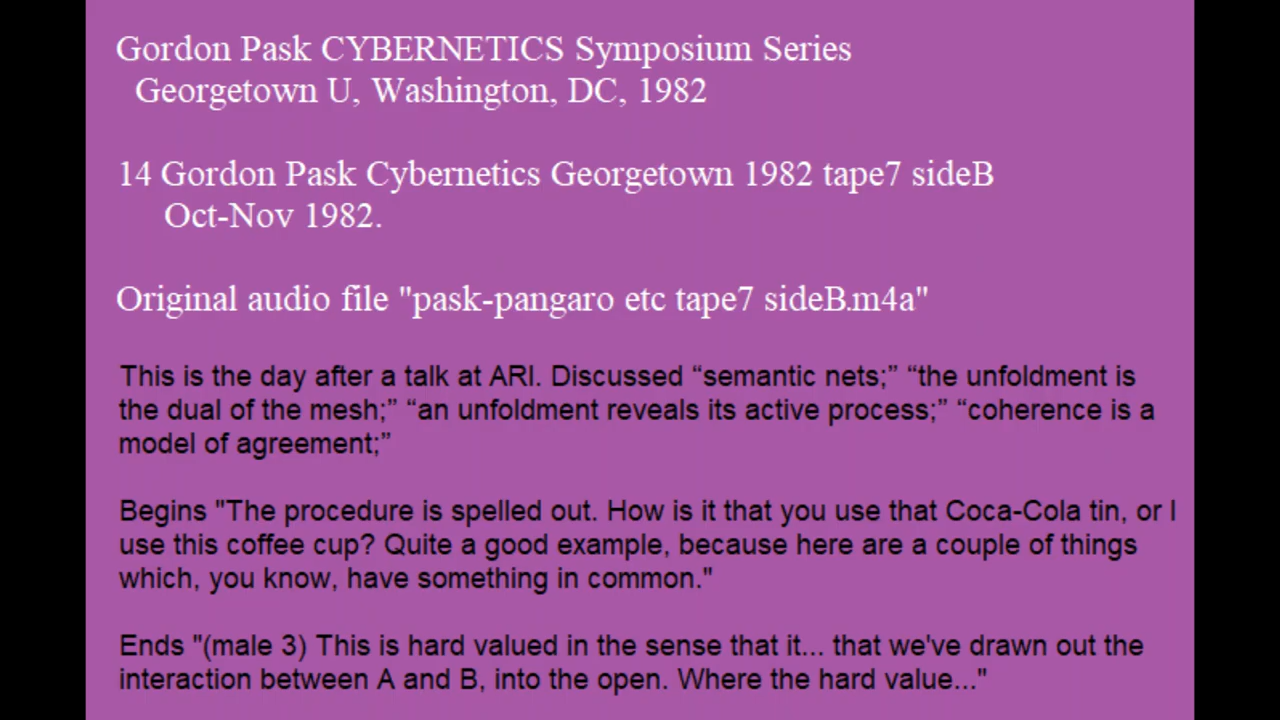 Gordon Pask CYBERNETICS Symposium Series
Georgetown U, Washington, DC, 1982
14 Gordon Pask Cybernetics Georgetown 1982 tape7 sideB
Oct-Nov 1982.
Original audio file "pask-pangaro etc tape7 sideB.m4a"
This is the day after a talk at ARI. Discussed “semantic nets;” “the unfoldment is
the dual of the mesh;” “an unfoldment reveals its active process;” “coherence is a
model of agreement;”
Begins "The procedure is spelled out. How is it that you use that Coca-Cola tin, or I
use this coffee cup? Quite a good example, because here are a couple of things
which, you know, have something in common."
Ends "(male 3) This is hard valued in the sense that it... that we've drawn out the
interaction between A and B, into the open. Where the hard value..."